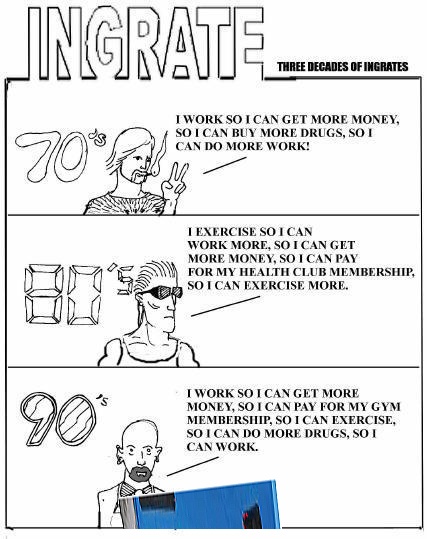 INGRATE
THREE DECADES OF INGRATES
70's
I WORK SO I CAN GET MORE MONEY,
SO I CAN BUY MORE DRUGS, SO I
CAN DO MORE WORK!
80's
I EXERCISE SO I CAN
WORK MORE, SO I CAN GET
MORE MONEY, SO I CAN PAY
FOR MY HEALTH CLUB MEMBERSHIP,
SO I CAN EXERCISE MORE.
90's
I WORK SO I CAN GET MORE
MONEY, SO I CAN PAY FOR MY GYM
MEMBERSHIP, SO I CAN EXERCISE,
SO I CAN DO MORE DRUGS, SO I
CAN WORK.